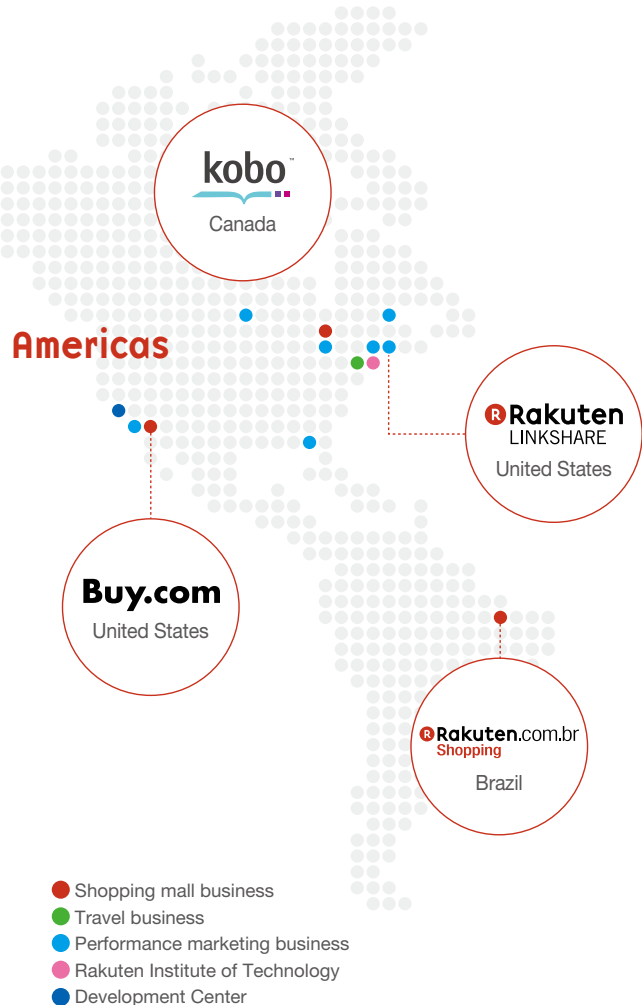 kobo™
Canada
Americas
R Rakuten
LINKSHARE
United States
Buy.com
United States
R Rakuten.com.br
Shopping
Brazil
Shopping mall business
Travel business
Performance marketing business
Rakuten Institute of Technology
Development Center